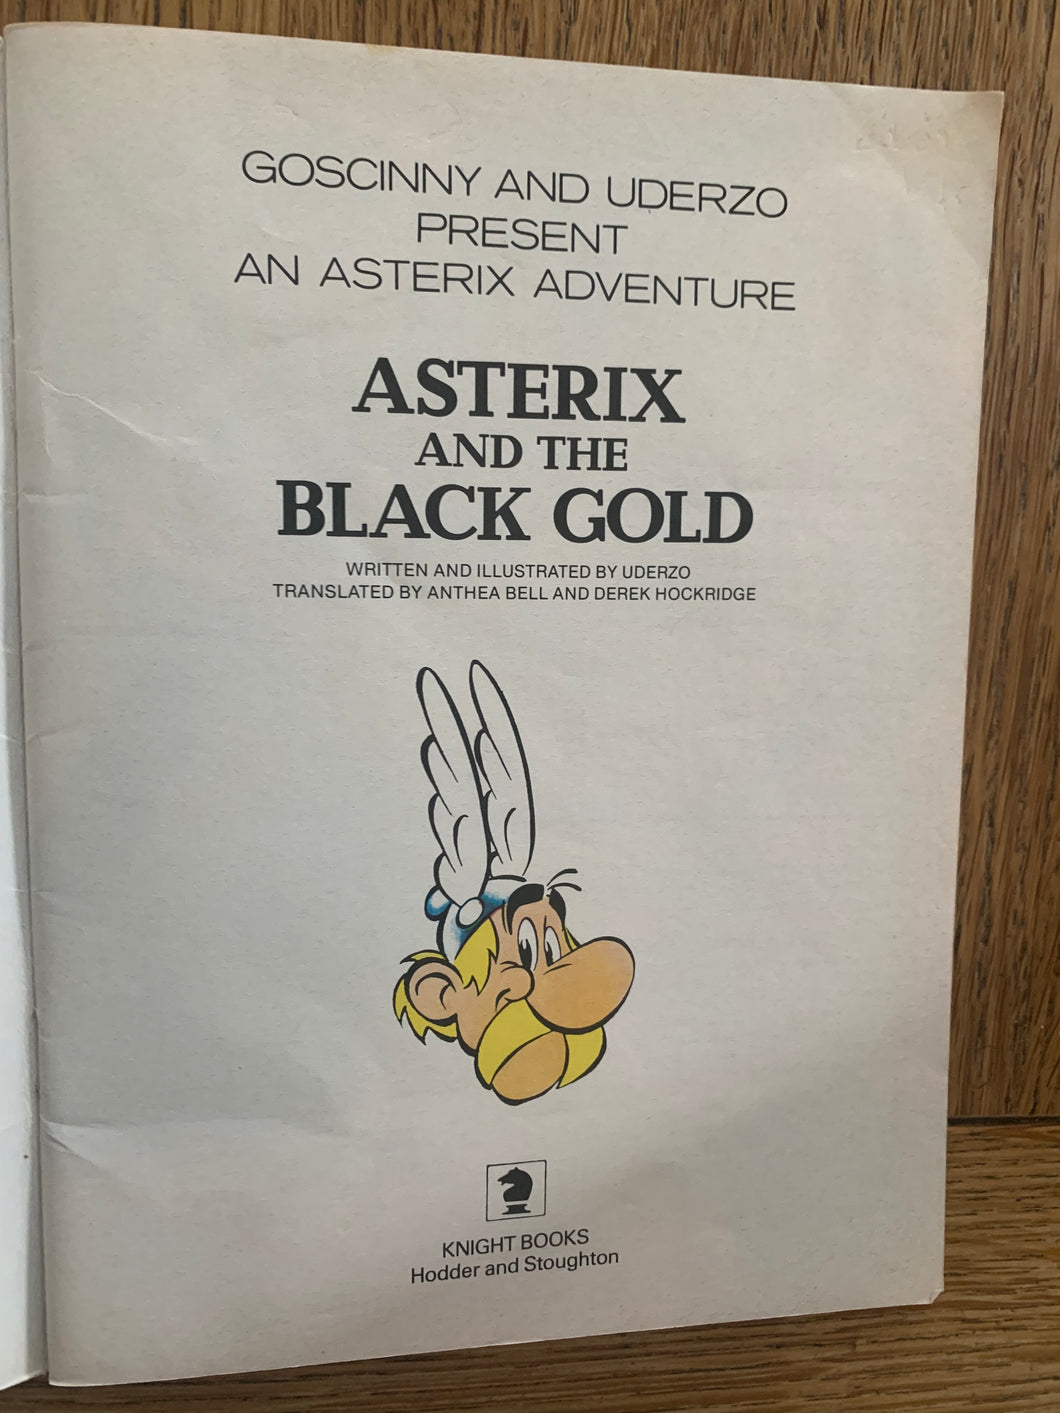 GOSCINNY AND UDERZO
PRESENT
AN ASTERIX ADVENTURE
ASTERIX
AND THE
BLACK GOLD
WRITTEN AND ILLUSTRATED BY UDERZO
TRANSLATED BY ANTHEA BELL AND DEREK HOCKRIDGE
KNIGHT BOOKS
Hodder and Stoughton